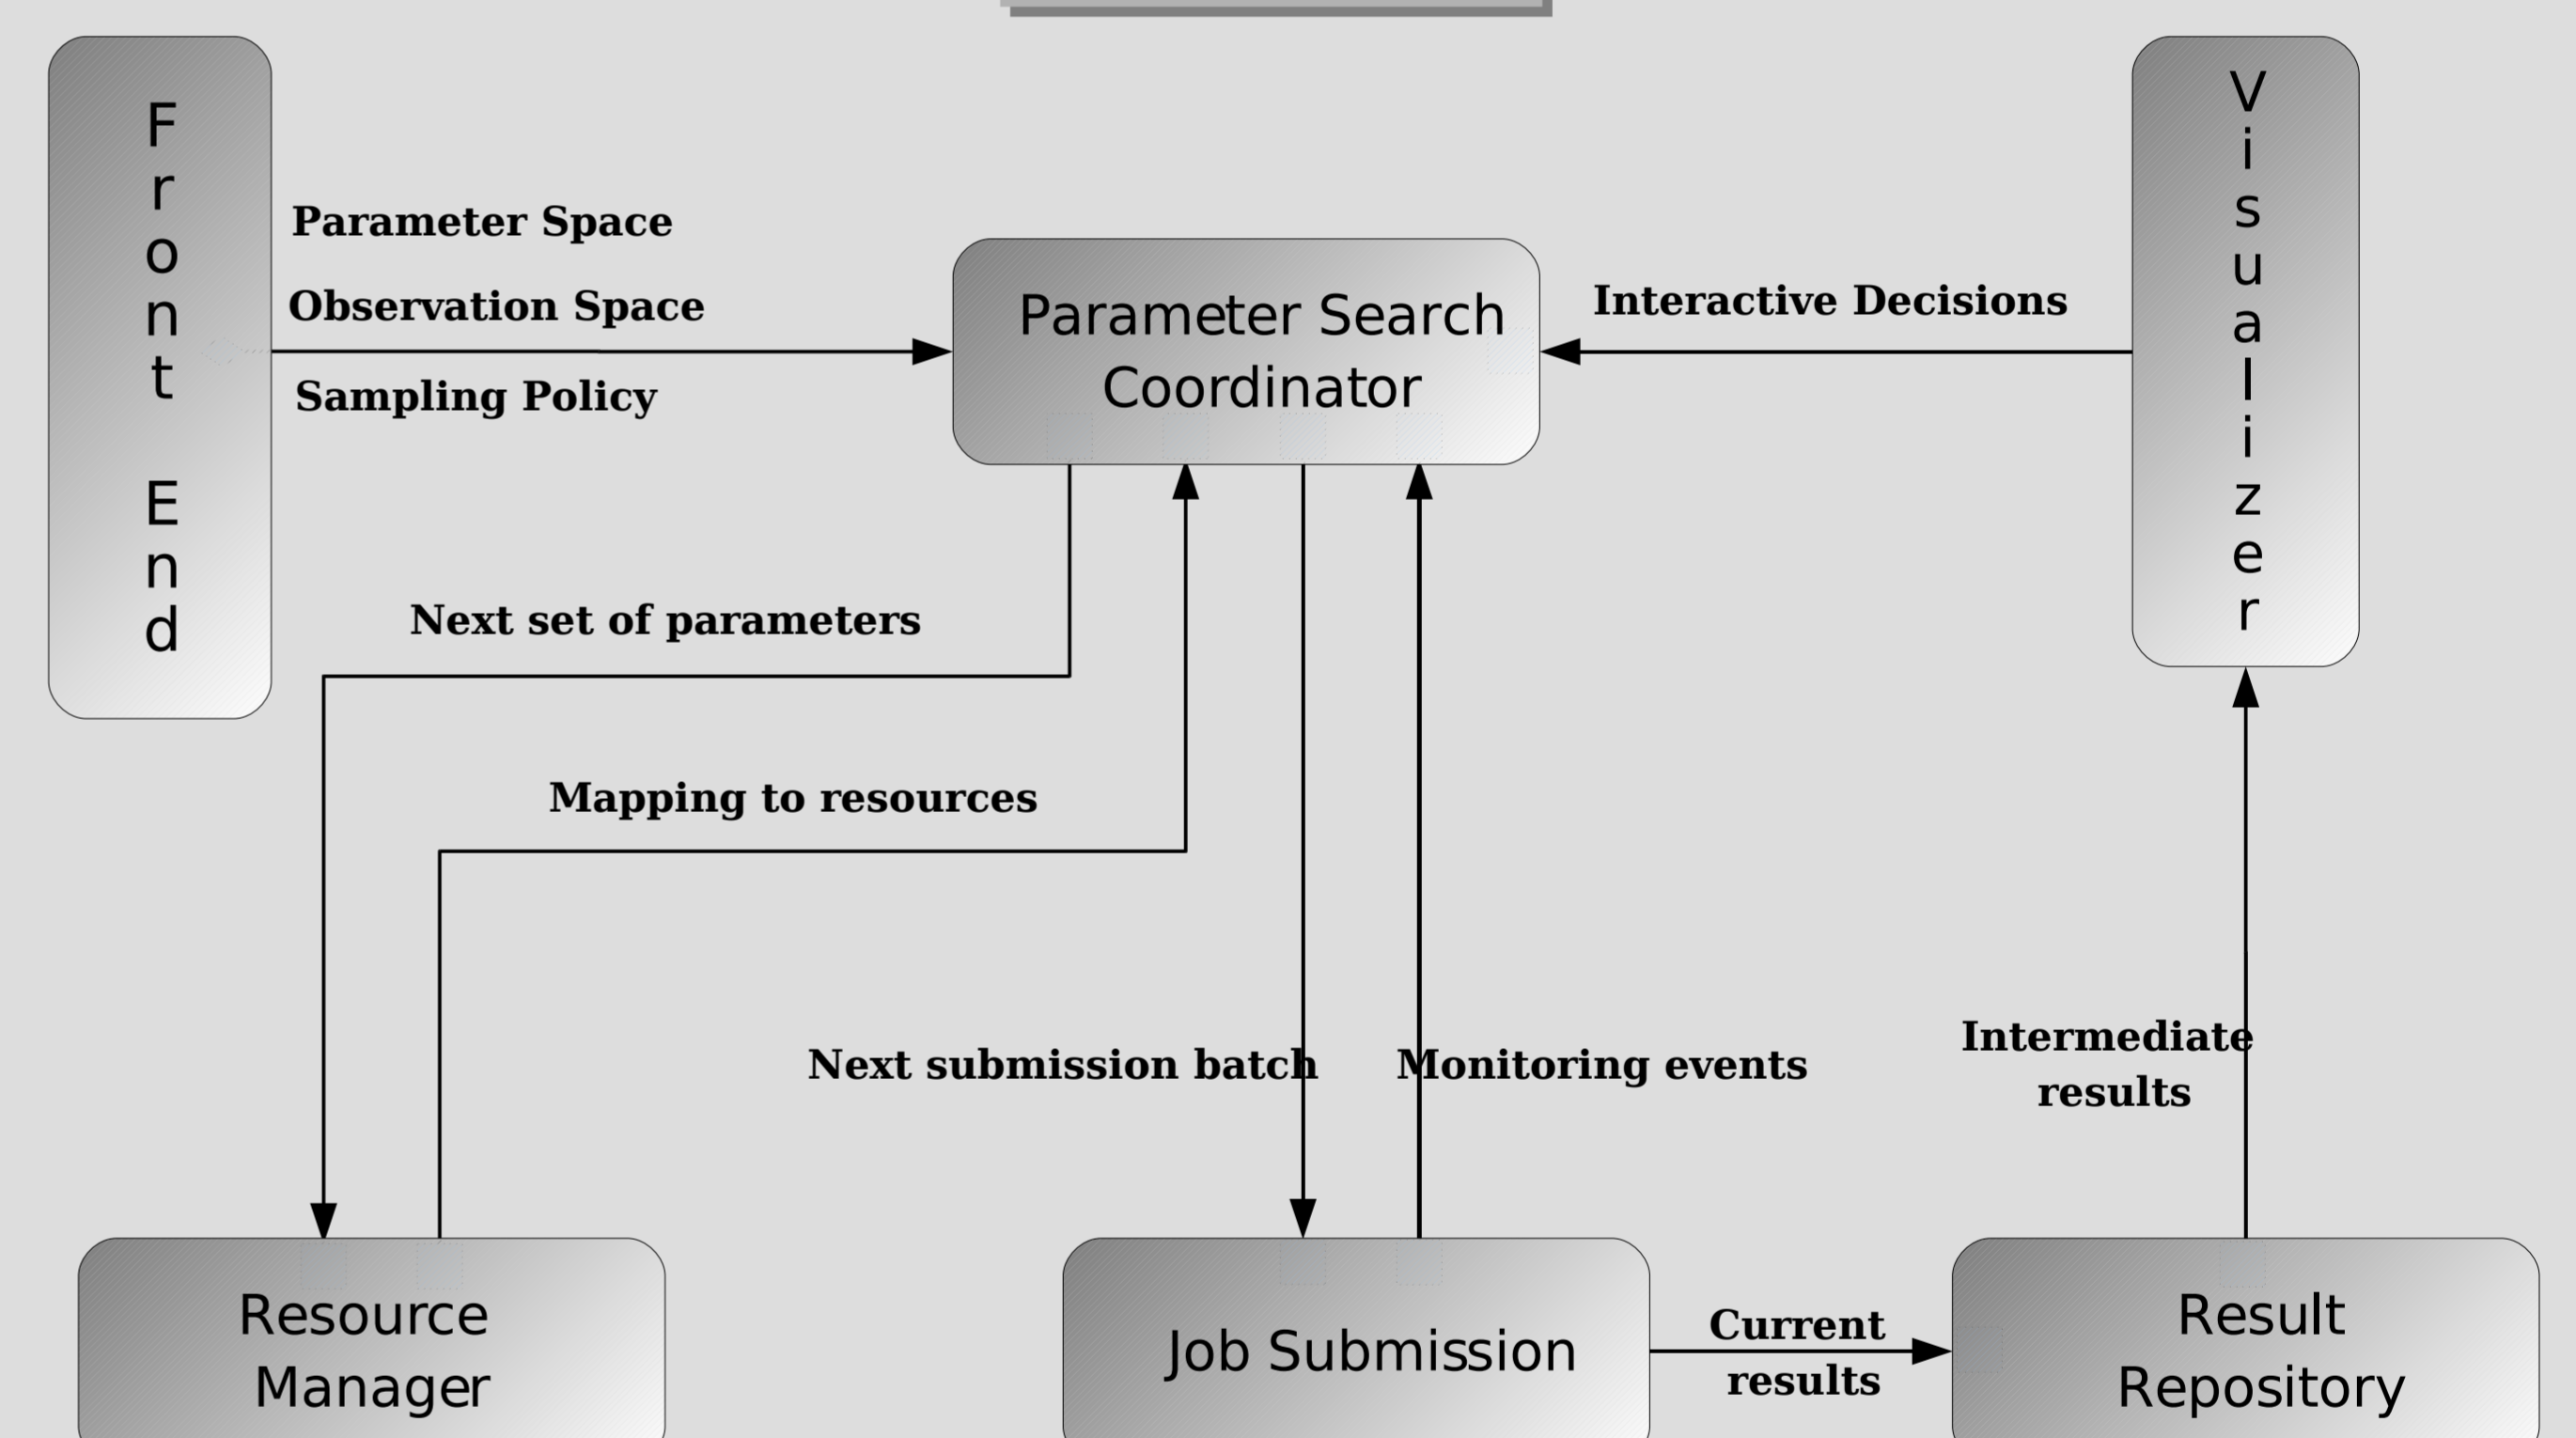 Front End
Parameter Space
Observation Space
Sampling Policy
Parameter Search
Coordinator
Interactive Decisions
Visualizer
Next set of parameters
Mapping to resources
Next submission batch
Monitoring events
Intermediate
results
Resource
Manager
Job Submission
Current
results
Result
Repository